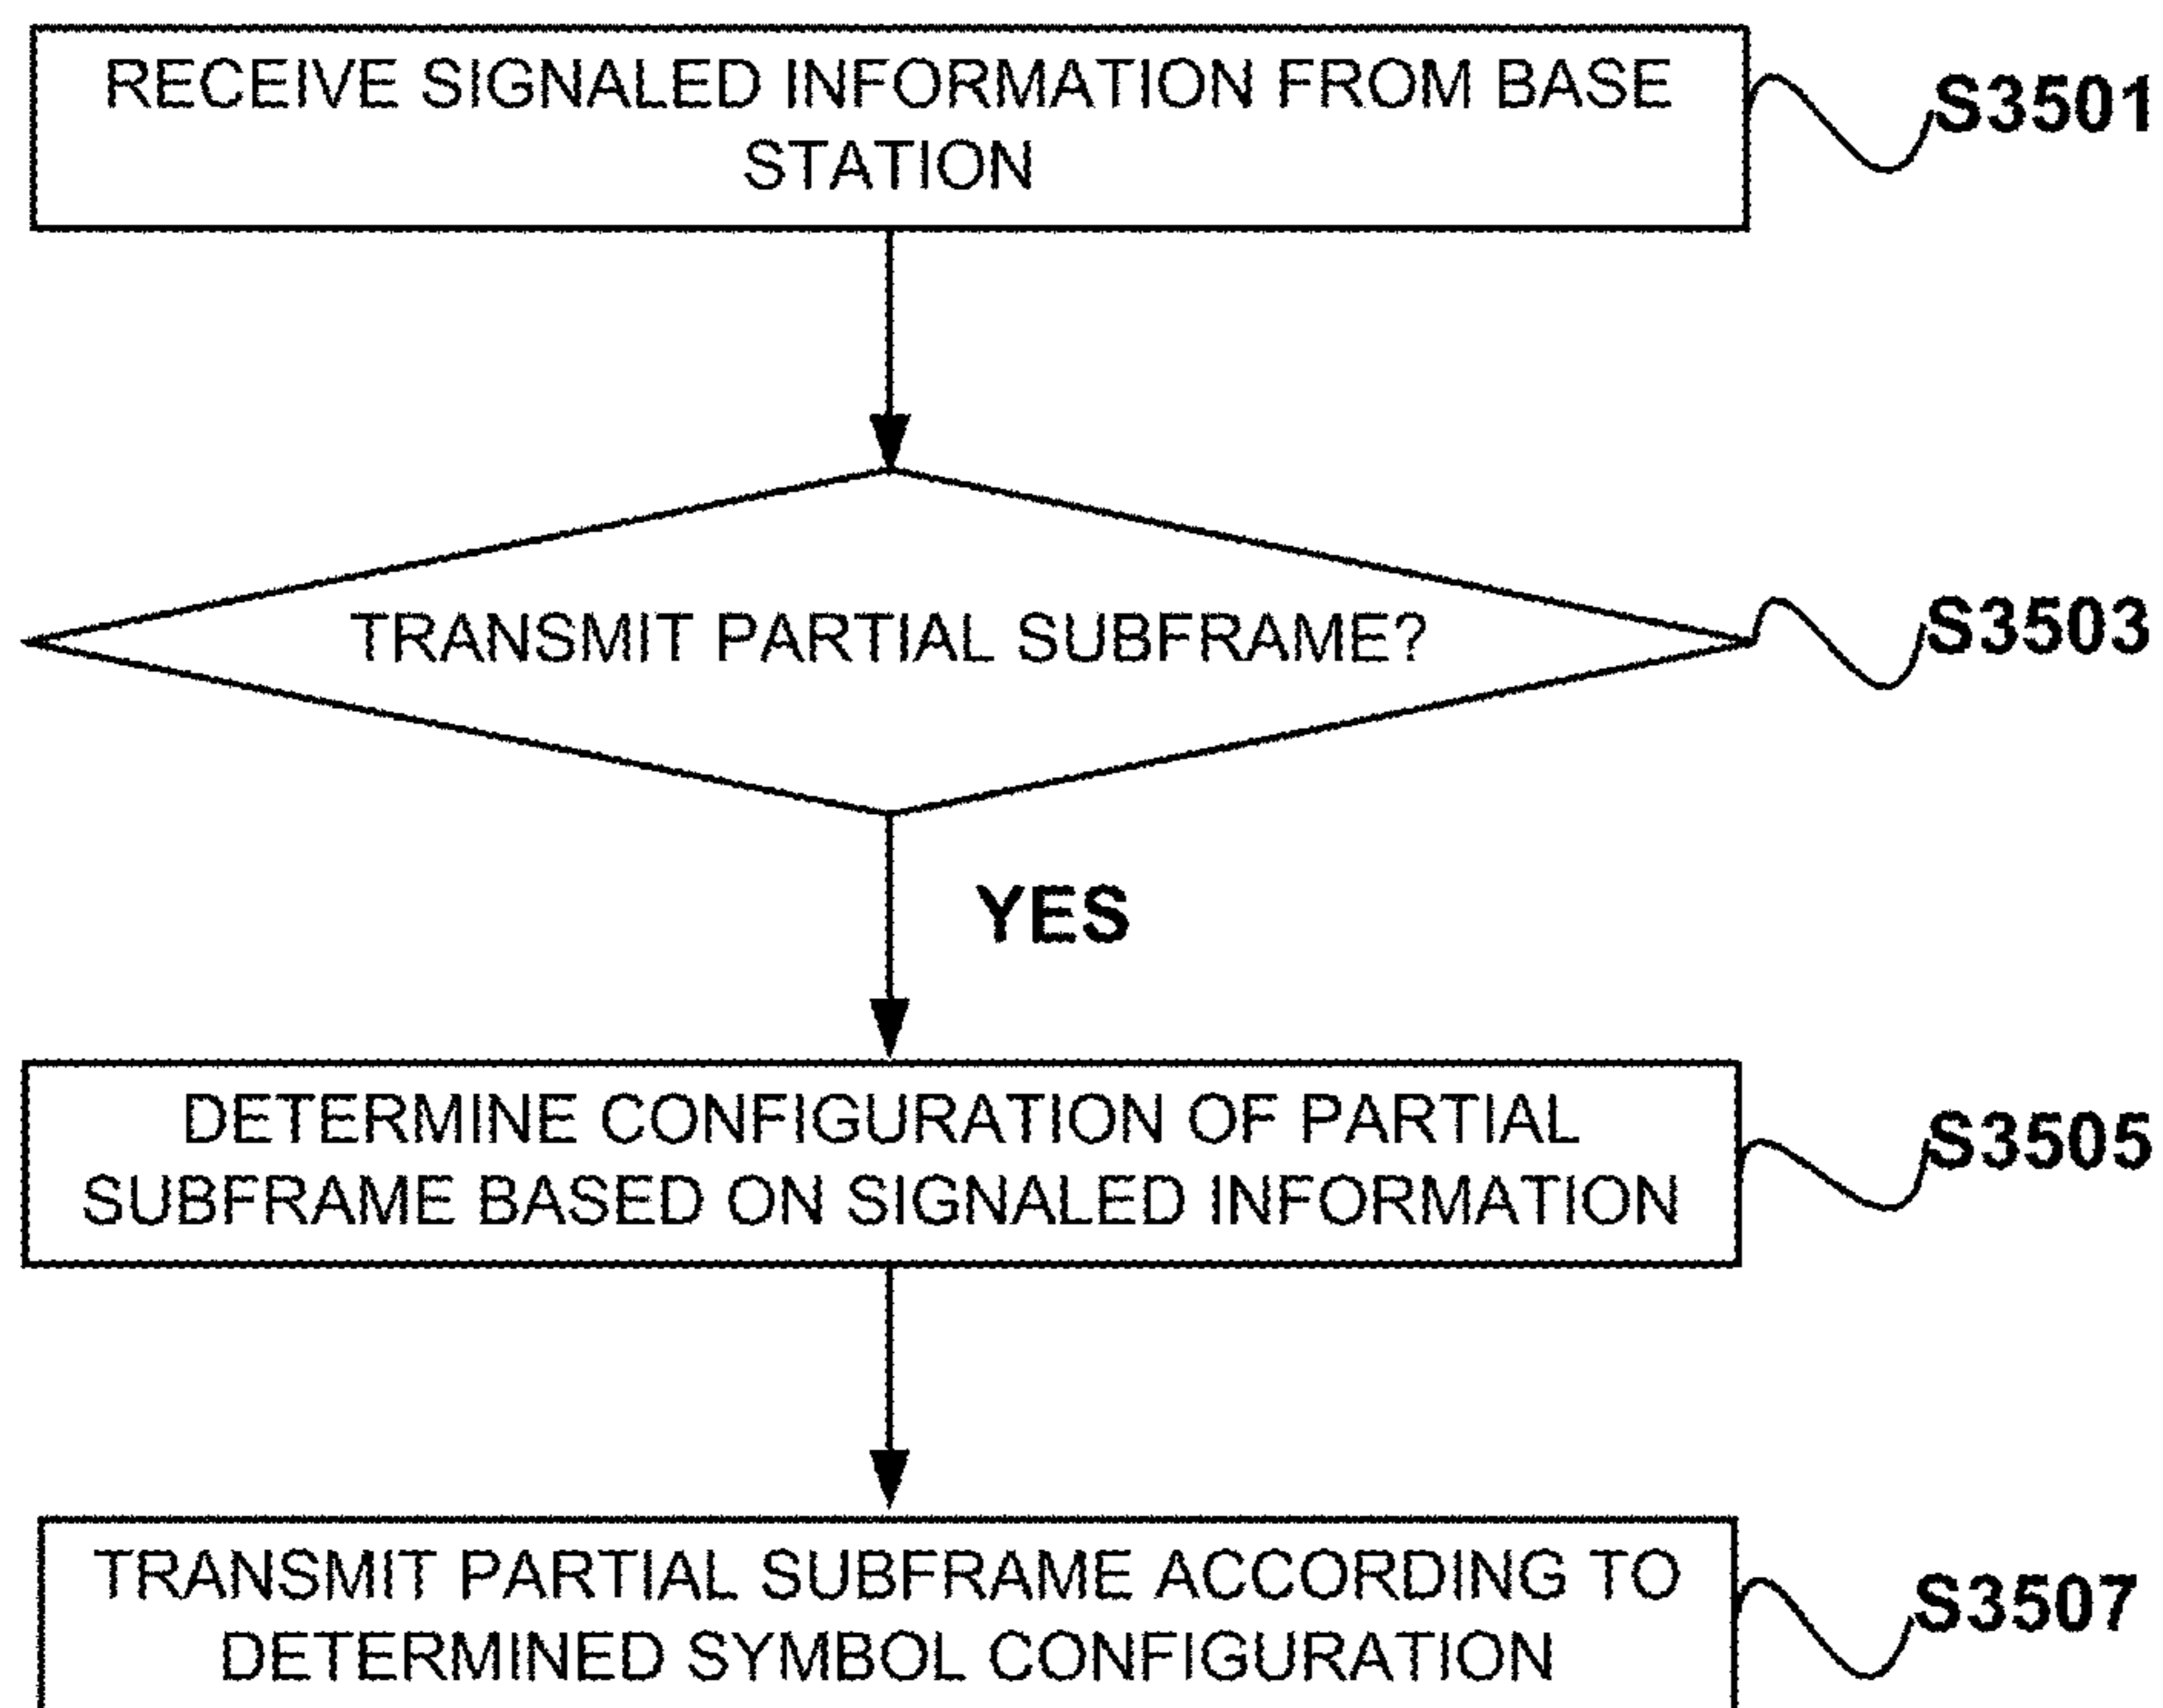 RECEIVE SIGNALED INFORMATION FROM BASE
STATION
S3501
TRANSMIT PARTIAL SUBFRAME?
S3503
YES
DETERMINE CONFIGURATION OF PARTIAL
SUBFRAME BASED ON SIGNALED INFORMATION
S3505
TRANSMIT PARTIAL SUBFRAME ACCORDING TO
DETERMINED SYMBOL CONFIGURATION
S3507